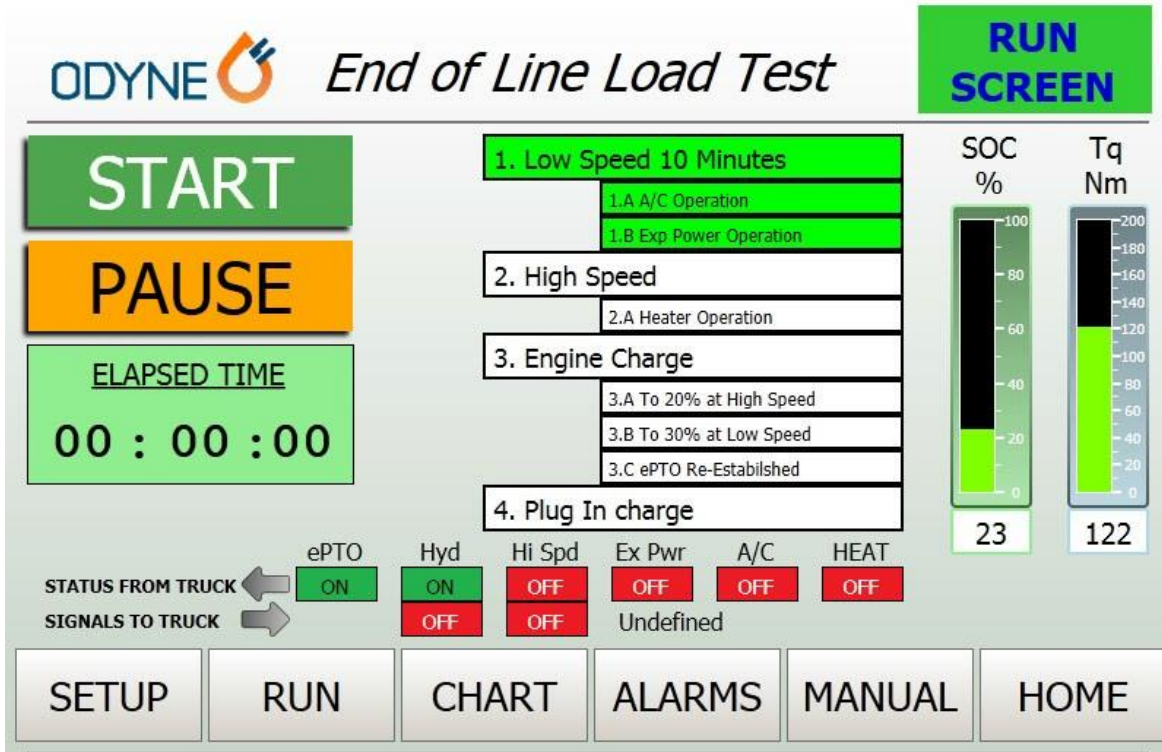 ODYNE
End of Line Load Test
RUN
SCREEN
START
PAUSE
ELAPSED TIME
00 : 00 :00
1. Low Speed 10 Minutes
1.A A/C Operation
1.B Exp Power Operation
2. High Speed
2.A Heater Operation
3. Engine Charge
3.A To 20% at High Speed
3.B To 30% at Low Speed
3.C ePTO Re-Estabilshed
4. Plug In charge
SOC
%
100
80
60
40
20
0
23
Tq
Nm
200
180
160
140
120
100
80
60
40
20
0
122
ePTO Hyd Hi Spd Ex Pwr A/C HEAT
STATUS FROM TRUCK ON ON OFF OFF OFF OFF
SIGNALS TO TRUCK OFF OFF Undefined
SETUP RUN CHART ALARMS MANUAL HOME